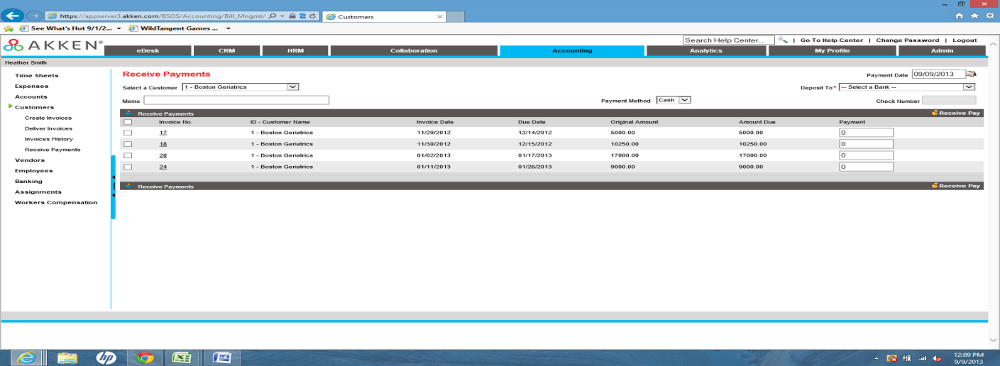 https://appserver3.akken.com/BSOS/Accounting/Bill_Mngmt/ Customers
See What's Hot 9/1/2... WildTangent Games ...
AKKEN® Search Help Center... | Go To Help Center | Change Password | Logout
eDesk CRM HRM Collaboration Accounting Analytics My Profile Admin
Heather Smith
Time Sheets
Expenses
Accounts
Customers
Create Invoices
Deliver Invoices
Invoices History
Receive Payments
Vendors
Employees
Banking
Assignments
Workers Compensation
Receive Payments Payment Date 09/09/2013
Select a Customer 1 - Boston Geriatrics Deposit To* -- Select a Bank --
Memo Payment Method Cash Check Number
Receive Payments Receive Pay
Invoice No. ID - Customer Name Invoice Date Due Date Original Amount Amount Due Payment
17 1 - Boston Geriatrics 11/29/2012 12/14/2012 5000.00 5000.00 0
18 1 - Boston Geriatrics 11/30/2012 12/15/2012 10250.00 10250.00 0
20 1 - Boston Geriatrics 01/02/2013 01/17/2013 17000.00 17000.00 0
24 1 - Boston Geriatrics 01/11/2013 01/26/2013 9000.00 9000.00 0
Receive Payments Receive Pay
12:09 PM
9/9/2013